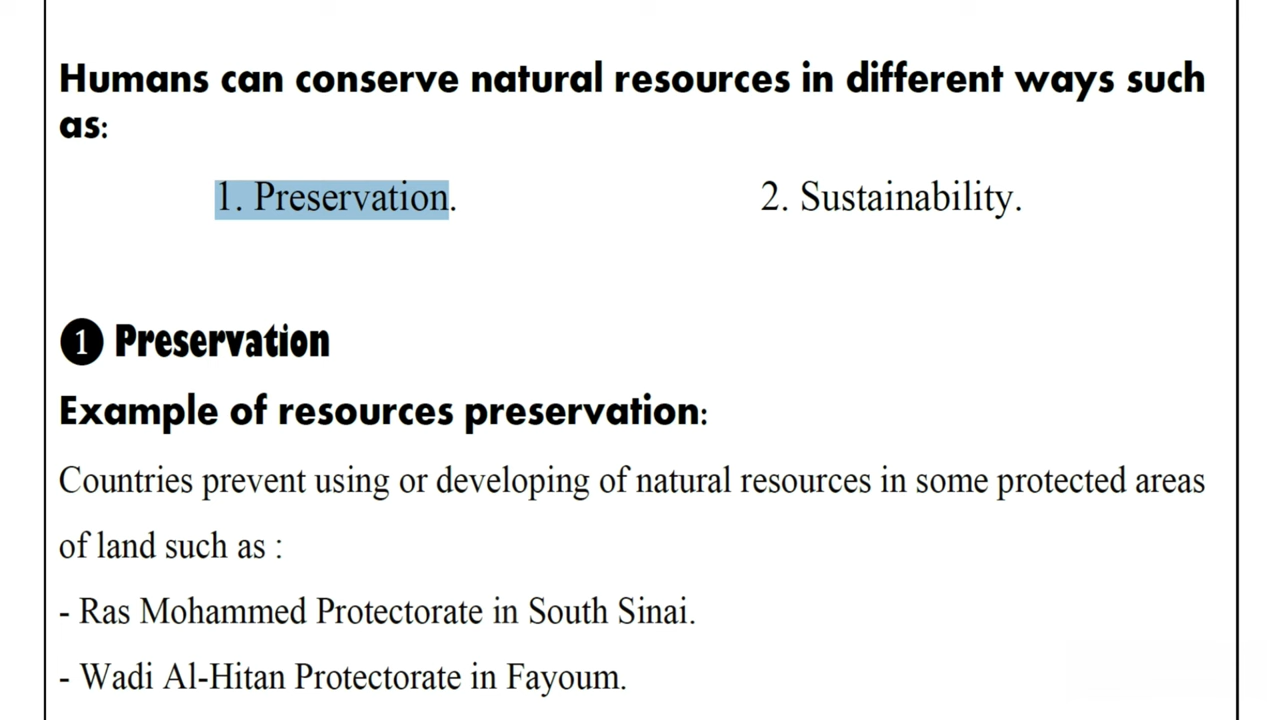 Humans can conserve natural resources in different ways such
as:
1. Preservation. 2. Sustainability.
1 Preservation
Example of resources preservation:
Countries prevent using or developing of natural resources in some protected areas
of land such as :
- Ras Mohammed Protectorate in South Sinai.
- Wadi Al-Hitan Protectorate in Fayoum.